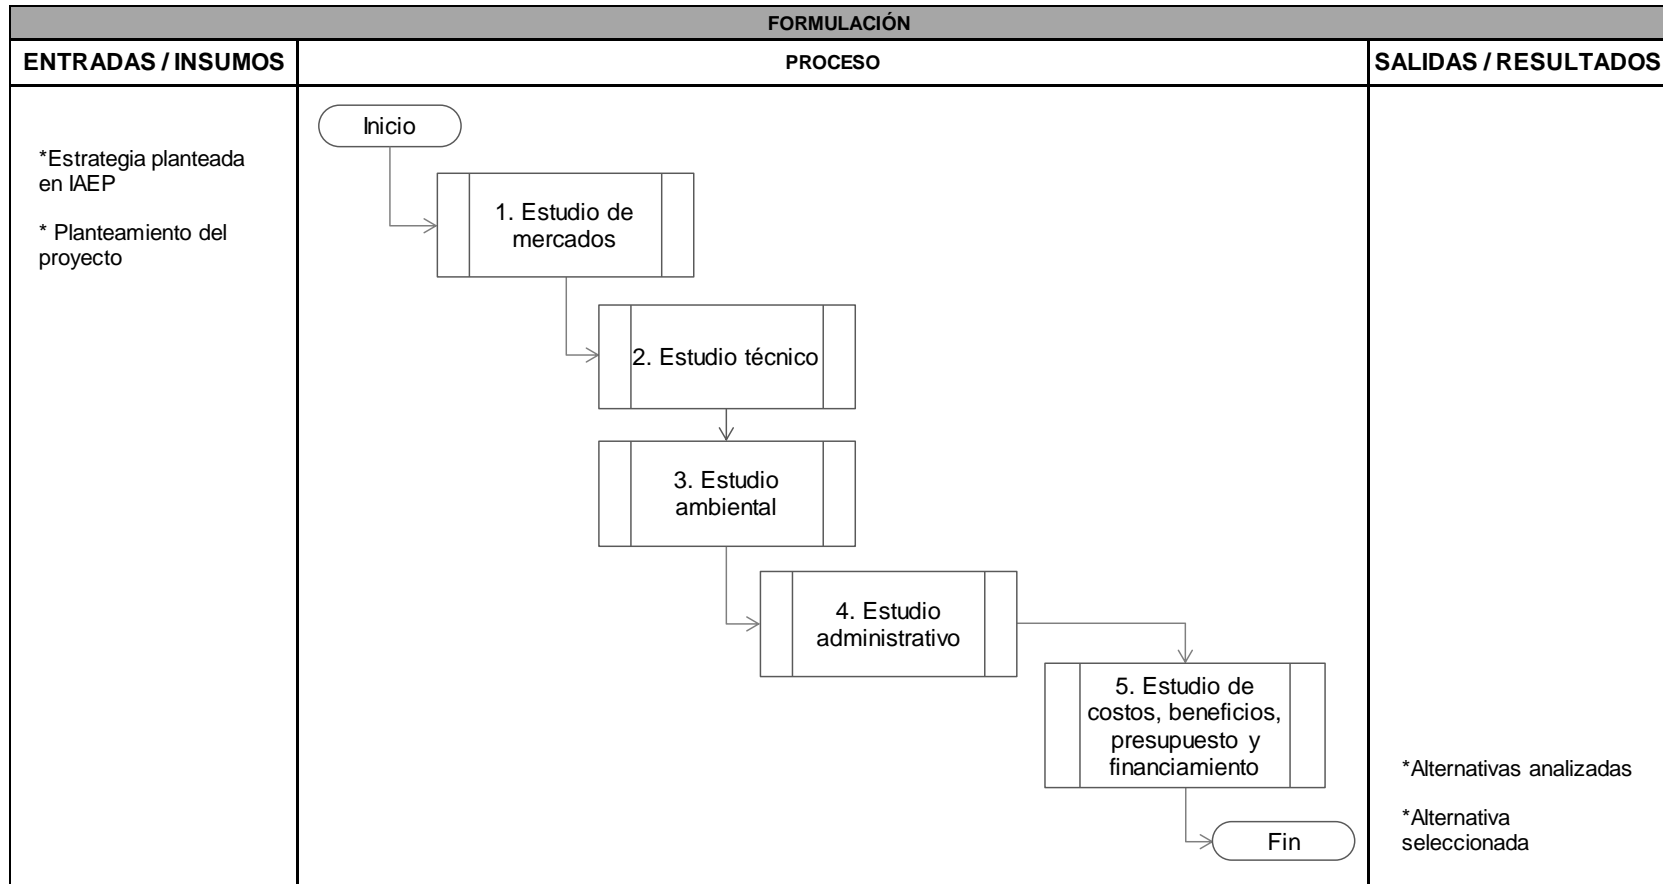 FORMULACIÓN
ENTRADAS / INSUMOS
PROCESO
SALIDAS / RESULTADOS
*Estrategia planteada
en IAEP
* Planteamiento del
proyecto
Inicio
1. Estudio de
mercados
2. Estudio técnico
3. Estudio
ambiental
4. Estudio
administrativo
5. Estudio de
costos, beneficios,
presupuesto y
financiamiento
Fin
*Alternativas analizadas
*Alternativa
seleccionada